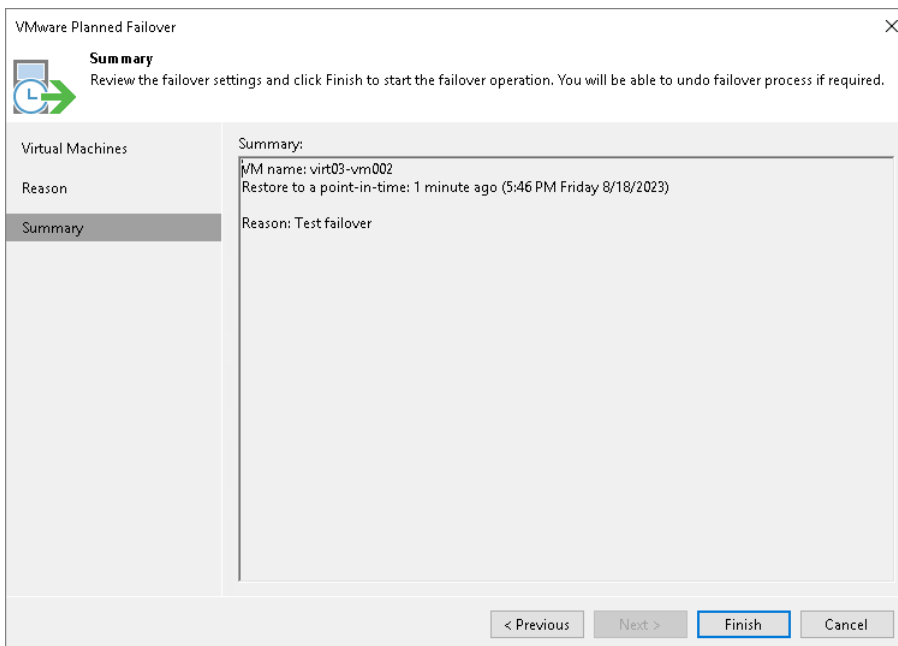 VMware Planned Failover
Summary
Review the failover settings and click Finish to start the failover operation. You will be able to undo failover process if required.
Virtual Machines
Reason
Summary
Summary:
VM name: virt03-vm002
Restore to a point-in-time: 1 minute ago (5:46 PM Friday 8/18/2023)
Reason: Test failover
< Previous
Next >
Finish
Cancel